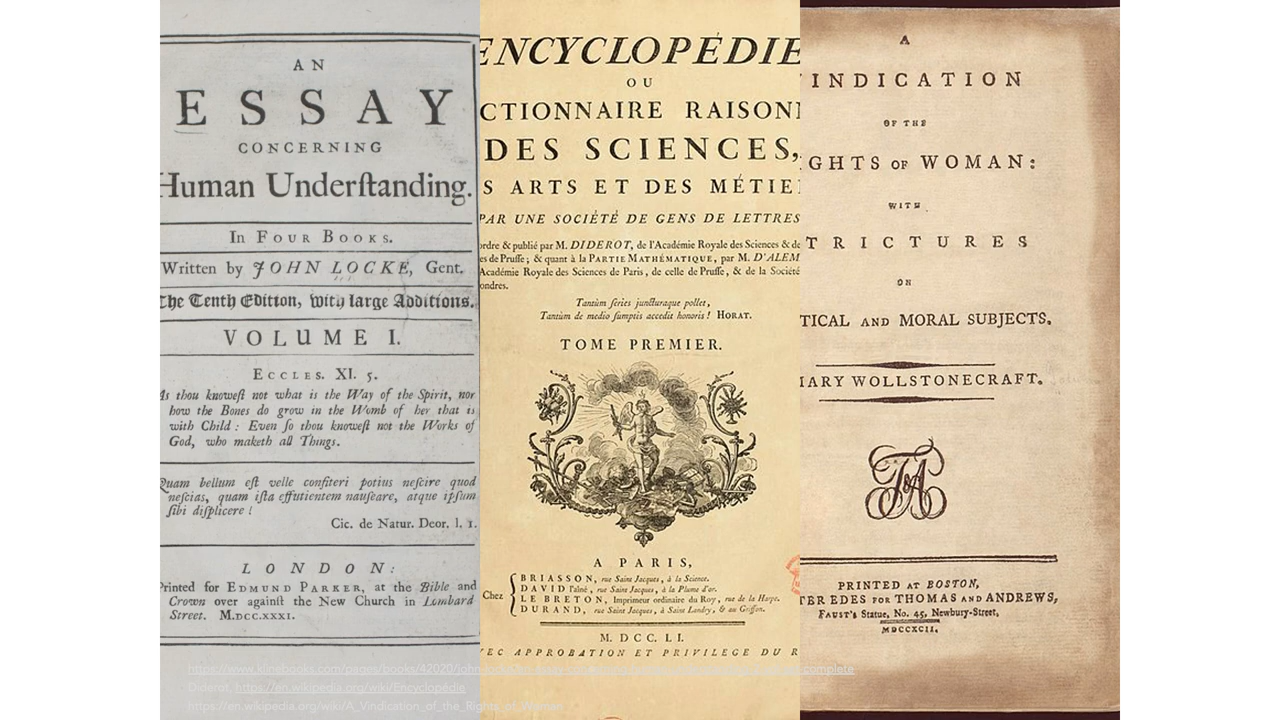 AN
ESSAY
CONCERNING
Human Underſtanding.
In FOUR BOOKS.
Written by JOHN LOCKE, Gent.
The Tenth Edition, with large Additions.
VOLUME I.
ECCLES. XI. 5.
As thou knoweſt not what is the Way of the Spirit, nor
how the Bones do grow in the Womb of her that is
with Child : Even ſo thou knoweſt not the Works of
God, who maketh all Things.
Quam bellum eſt velle confiteri potius neſcire quod
neſcias, quam iſta effutientem nauſeare, atque ipſum
ſibi diſplicere !
Cic. de Natur. Deor. l. 1.
LONDON:
Printed for EDMUND PARKER, at the Bible and
Crown over againſt the New Church in Lombard
Street. M.DCC.XXXI.
ENCYCLOPÉDIE
OU
CTIONNAIRE RAISONN
DES SCIENCES,
S ARTS ET DES MÉTIE
PAR UNE SOCIÉTÉ DE GENS DE LETTRES
ordre & publié par M. DIDEROT, de l'Académie Royale des Sciences & de
es de Pruſſe ; & quant à la PARTIE MATHÉMATIQUE, par M. D'ALEM
Académie Royale des Sciences de Paris, de celle de Pruſſe, & de la Société
ondres.
Tantùm ſeries juncturaque pollet,
Tantùm de medio ſumptis accedit honoris ! HORAT.
TOME PREMIER.
A PARIS,
Chez
BRIASSON, rue Saint Jacques, à la Science.
DAVID l'aîné, rue Saint Jacques, à la Plume d'or.
LE BRETON, Imprimeur ordinaire du Roy, rue de la Harpe.
DURAND, rue Saint Jacques, à Saint Landry, & au Griffon.
M. DCC. LI.
VEC APPROBATION ET PRIVILEGE DU R
A
VINDICATION
OF THE
GHTS OF WOMAN:
WITH
TRICTURES
ON
TICAL AND MORAL SUBJECTS.
MARY WOLLSTONECRAFT.
PRINTED AT BOSTON,
TER EDES FOR THOMAS AND ANDREWS,
FAUST's Statue, No. 45, Newbury-Street,
MDCCXCII.
Diderot, https://en.wikipedia.org/wiki/Encyclopédie
https://en.wikipedia.org/wiki/A_Vindication_of_the_Rights_of_Woman